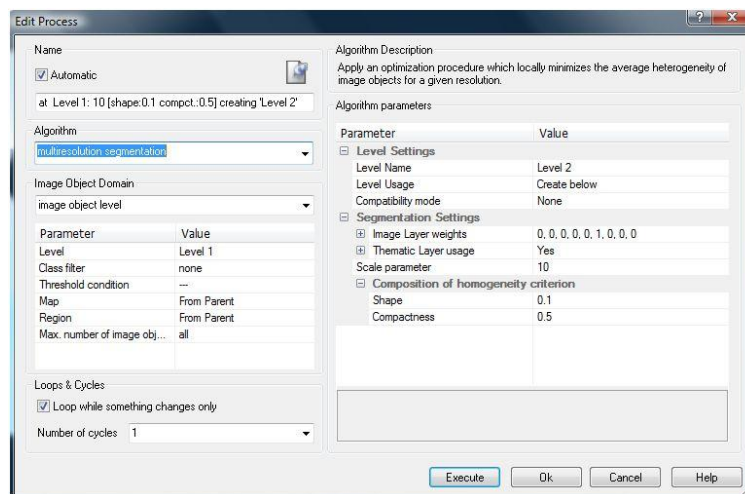 Edit Process
Name
Automatic
at Level 1: 10 [shape:0.1 compct.:0.5] creating 'Level 2'
Algorithm
multiresolution segmentation
Image Object Domain
image object level
Parameter Value
Level Level 1
Class filter none
Threshold condition ---
Map From Parent
Region From Parent
Max. number of image obj... all
Loops & Cycles
Loop while something changes only
Number of cycles 1
Algorithm Description
Apply an optimization procedure which locally minimizes the average heterogeneity of
image objects for a given resolution.
Algorithm parameters
Parameter Value
Level Settings
Level Name Level 2
Level Usage Create below
Compatibility mode None
Segmentation Settings
Image Layer weights 0, 0, 0, 0, 0, 1, 0, 0, 0
Thematic Layer usage Yes
Scale parameter 10
Composition of homogeneity criterion
Shape 0.1
Compactness 0.5
Execute Ok Cancel Help